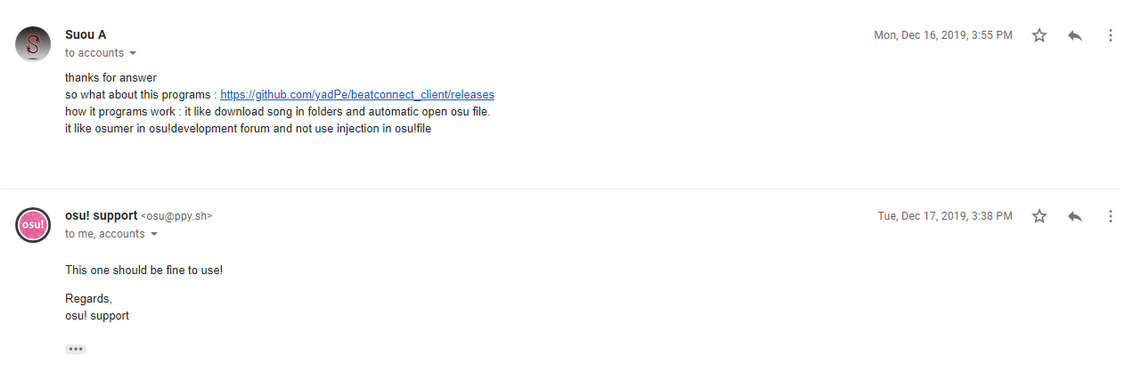 Suou A
Mon, Dec 16, 2019, 3:55 PM
to accounts
thanks for answer
so what about this programs : https://github.com/yadPe/beatconnect_client/releases
how it programs work : it like download song in folders and automatic open osu file.
it like osumer in osu!development forum and not use injection in osu!file
osu!
osu! support <osu@ppy.sh>
Tue, Dec 17, 2019, 3:38 PM
to me, accounts
This one should be fine to use!
Regards,
osu! support